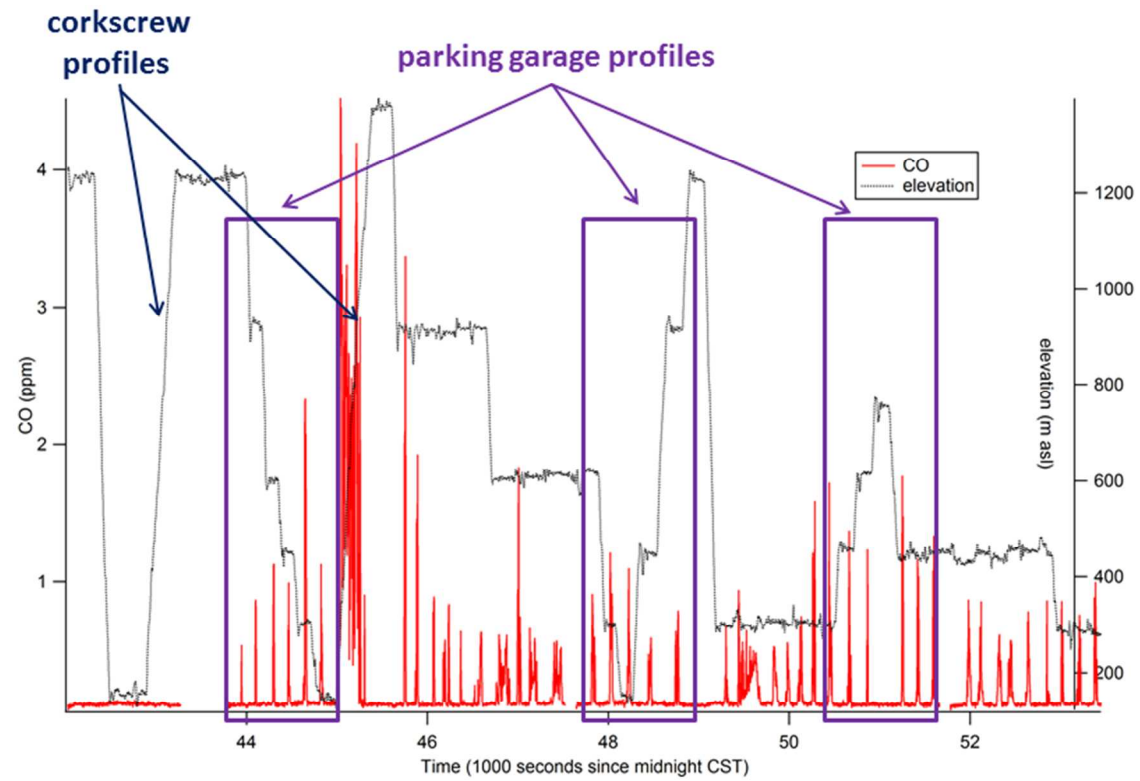 corkscrew
profiles
parking garage profiles
CO
elevation
4
3
2
1
CO (ppm)
1200
1000
800
600
400
200
elevation (m asl)
44 46 48 50 52
Time (1000 seconds since midnight CST)